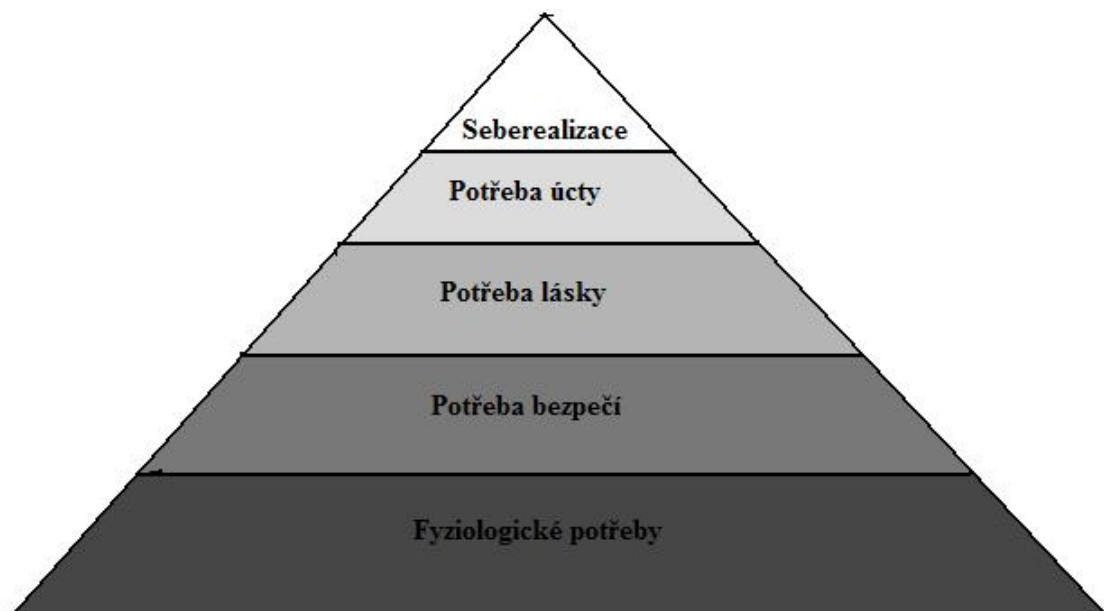 Seberealizace
Potřeba úcty
Potřeba lásky
Potřeba bezpečí
Fyziologické potřeby